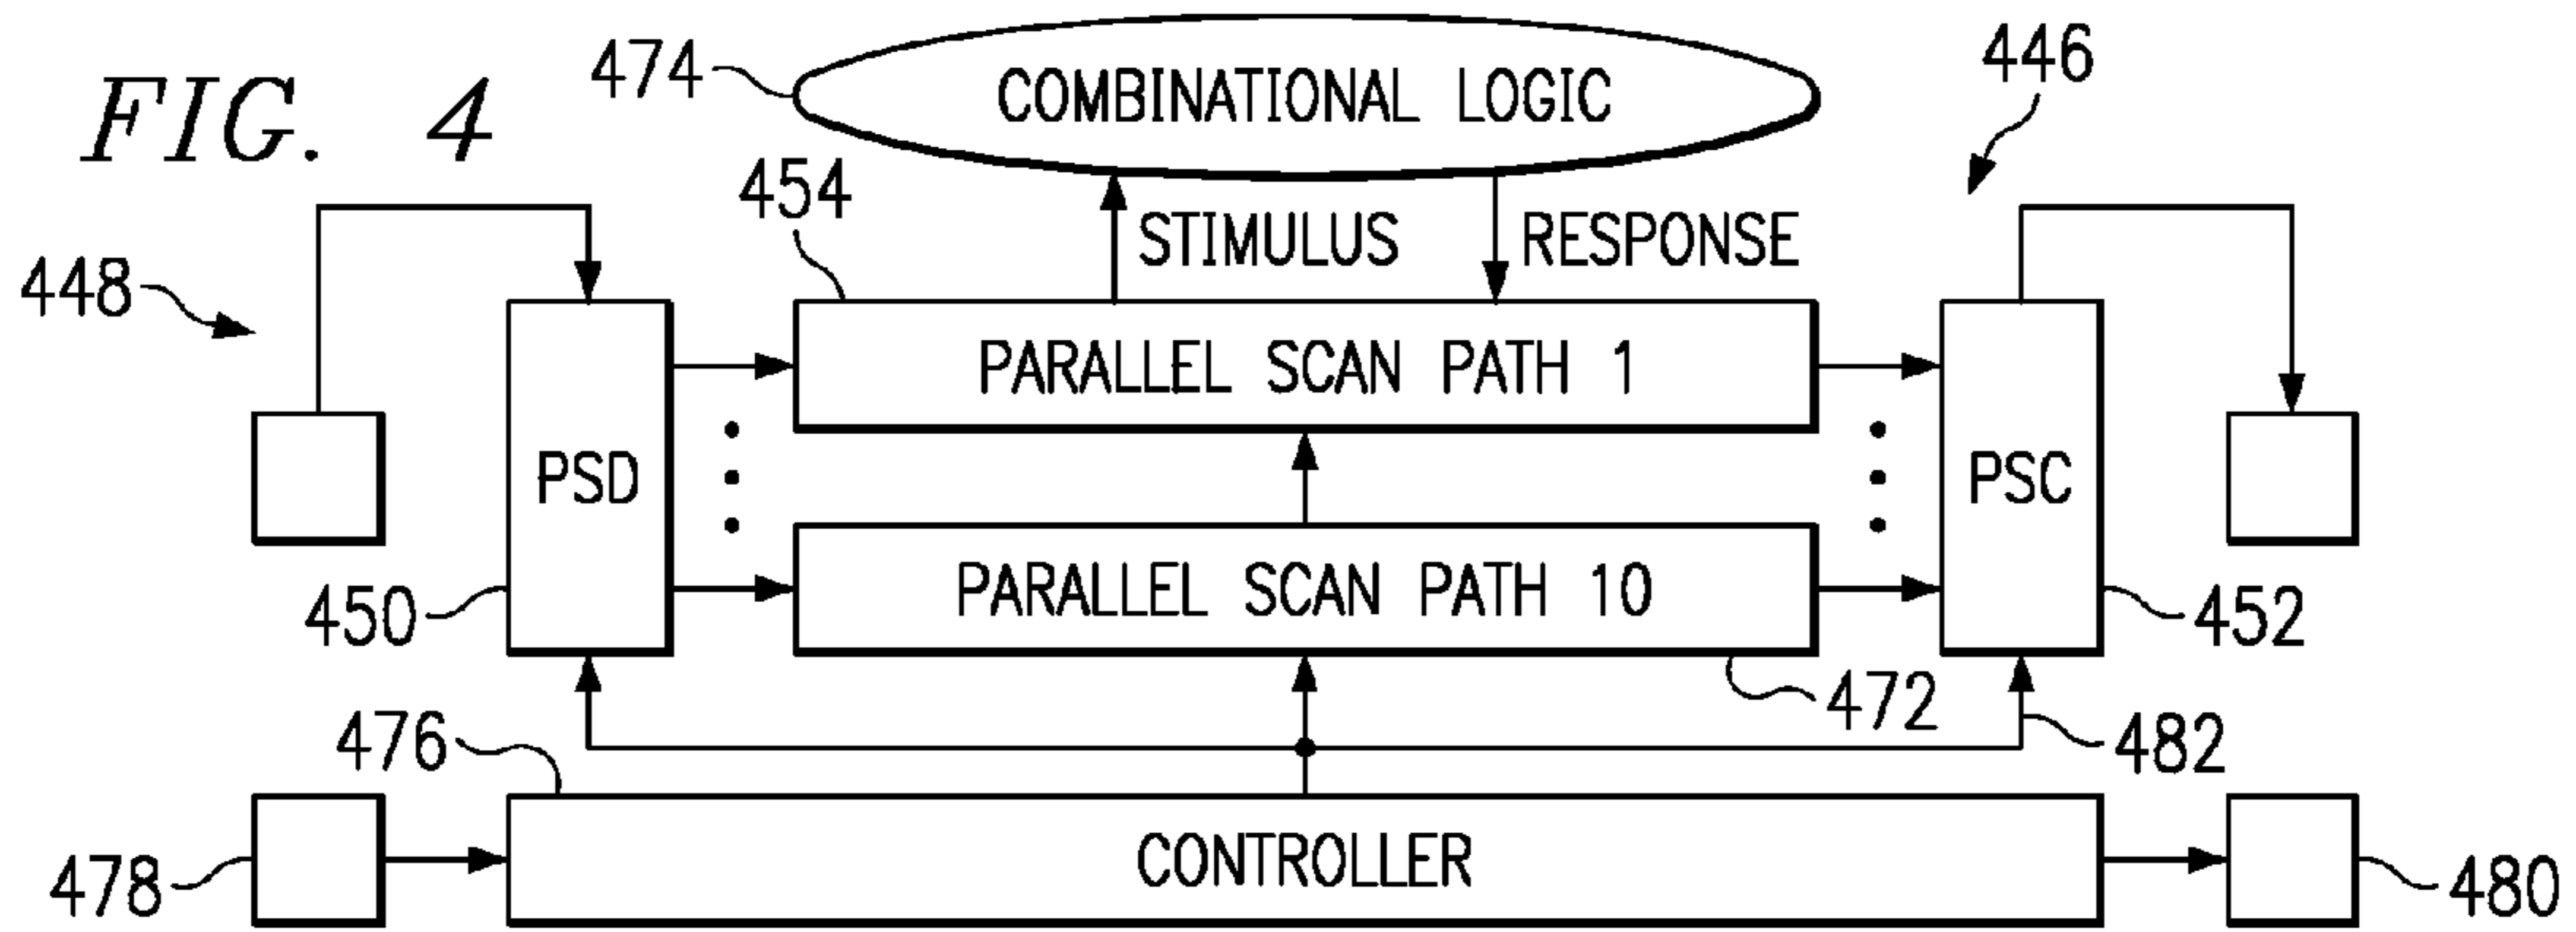 FIG. 4
474
COMBINATIONAL LOGIC
446
454
STIMULUS
RESPONSE
448
PARALLEL SCAN PATH 1
PSD
PSC
450
PARALLEL SCAN PATH 10
452
472
476
482
478
CONTROLLER
480